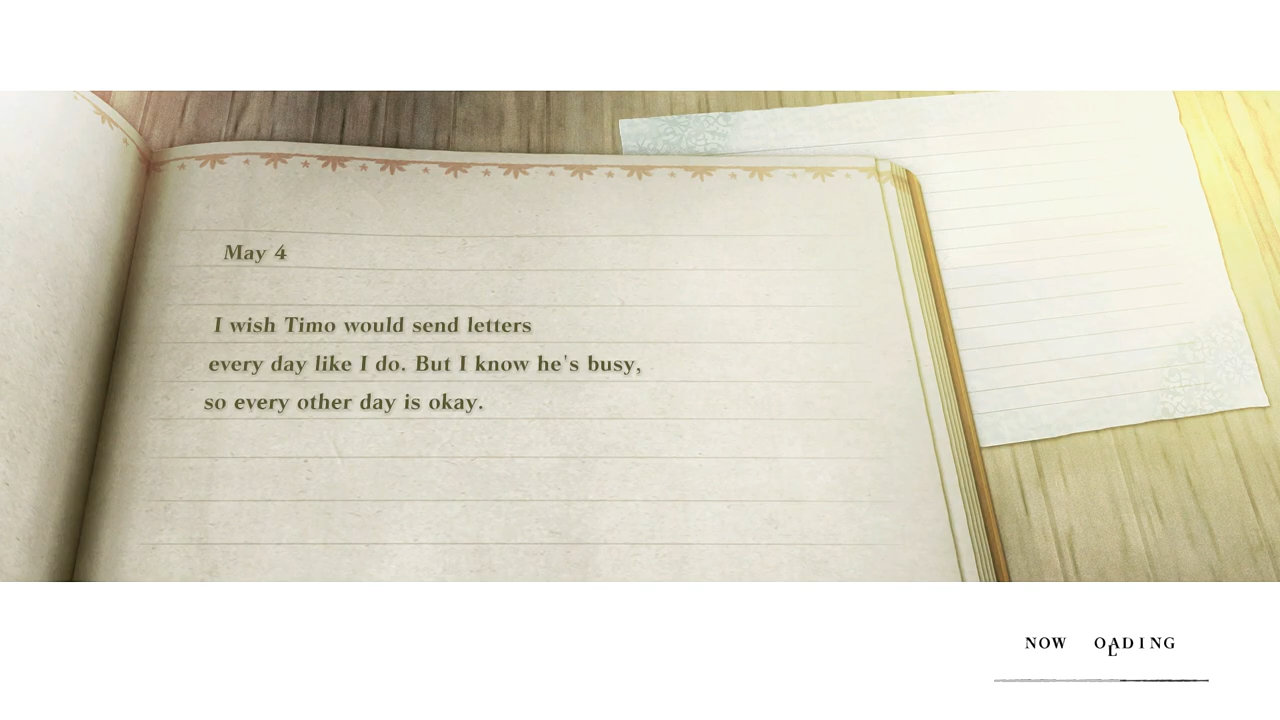 May 4
I wish Timo would send letters
every day like I do. But I know he's busy,
so every other day is okay.
NOW LOADING